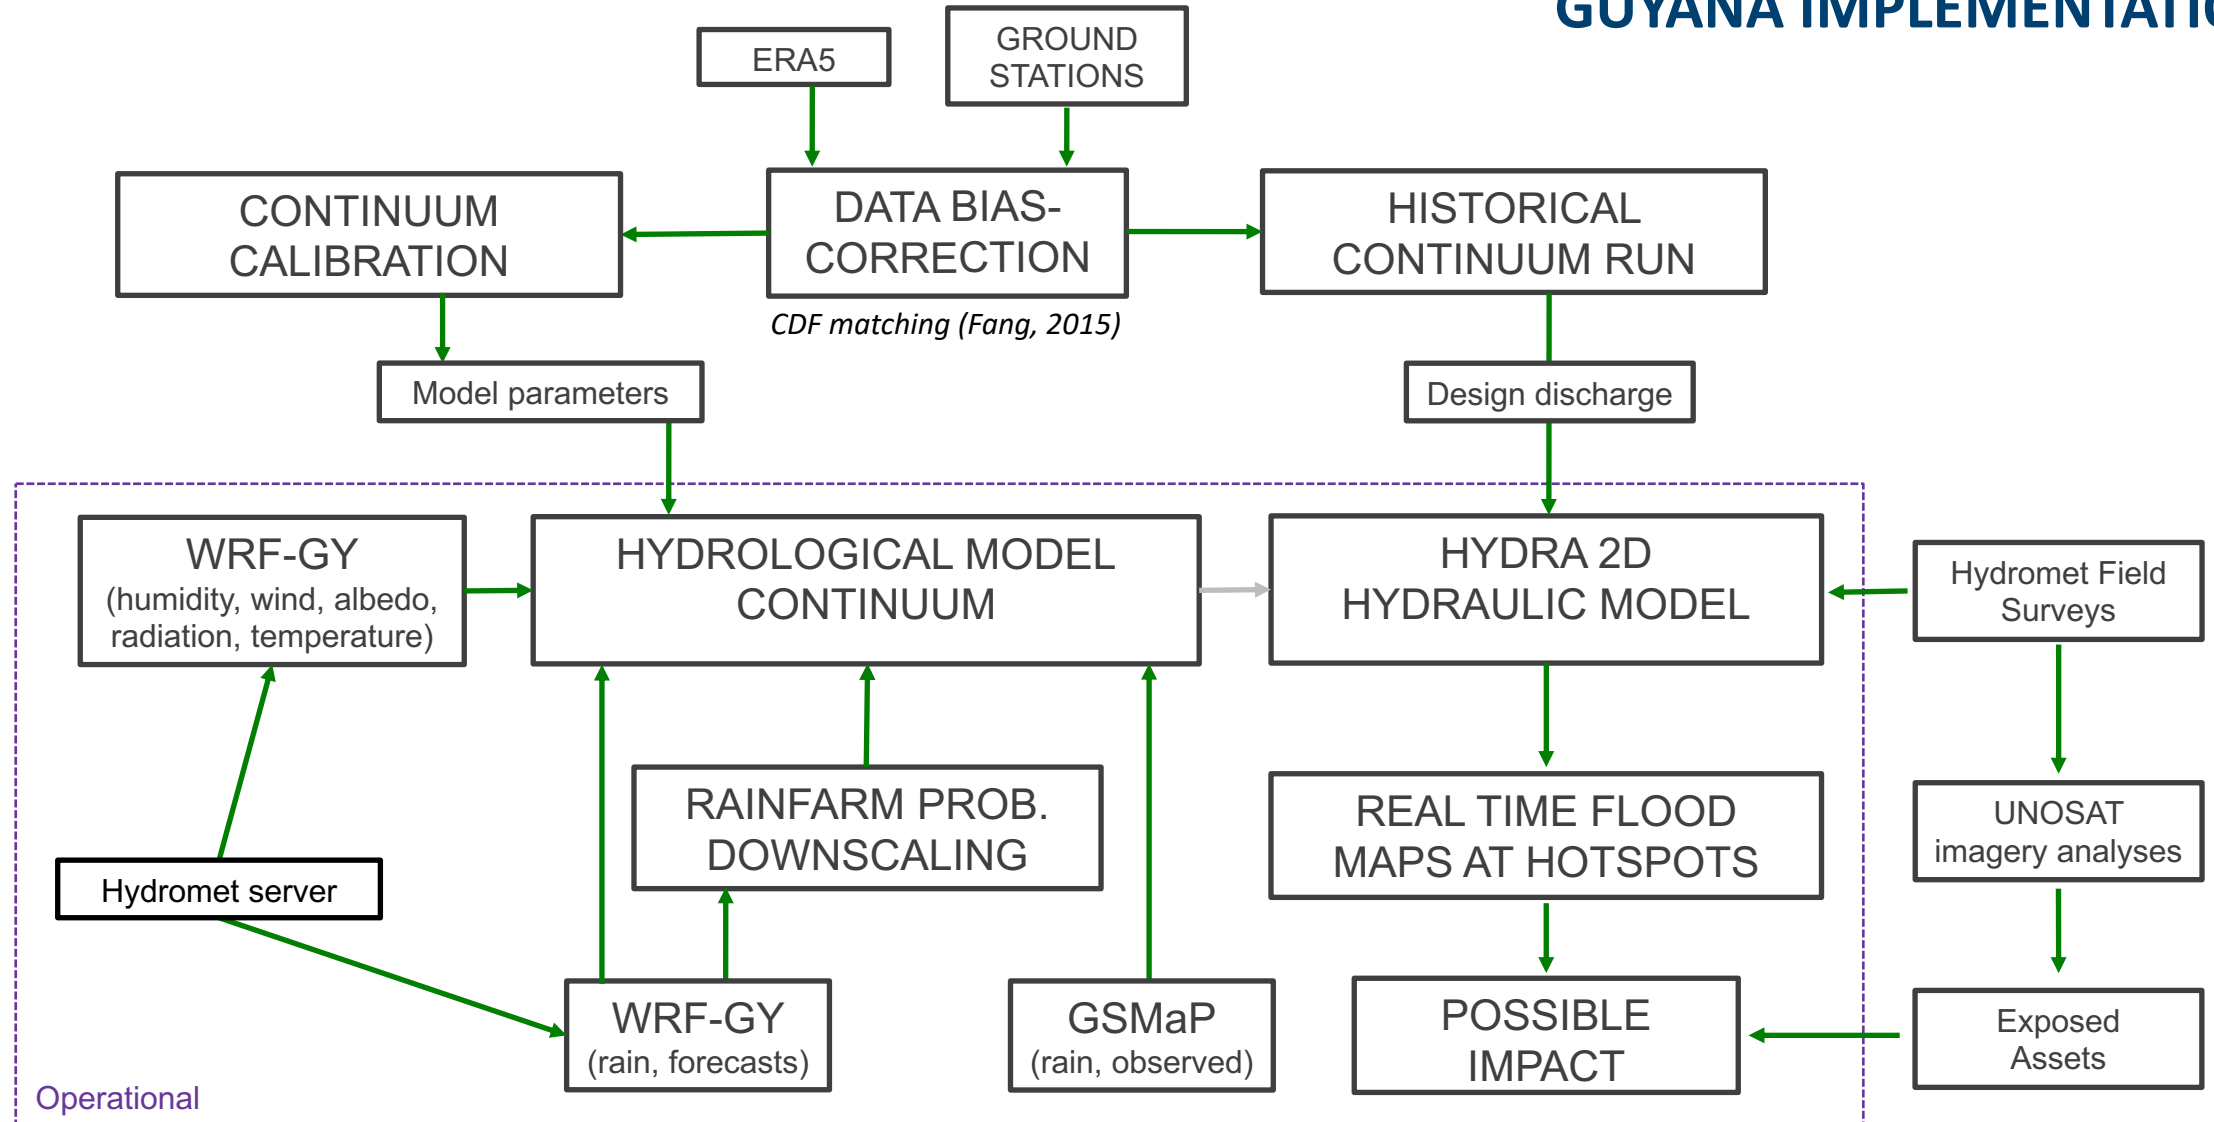 GUYANA IMPLEMENTATIO
ERA5
GROUND
STATIONS
CONTINUUM
CALIBRATION
DATA BIAS-
CORRECTION
HISTORICAL
CONTINUUM RUN
CDF matching (Fang, 2015)
Model parameters
Design discharge
WRF-GY
(humidity, wind, albedo,
radiation, temperature)
HYDROLOGICAL MODEL
CONTINUUM
HYDRA 2D
HYDRAULIC MODEL
Hydromet Field
Surveys
RAINFARM PROB.
DOWNSCALING
REAL TIME FLOOD
MAPS AT HOTSPOTS
UNOSAT
imagery analyses
Hydromet server
WRF-GY
(rain, forecasts)
GSMaP
(rain, observed)
POSSIBLE
IMPACT
Exposed
Assets
Operational